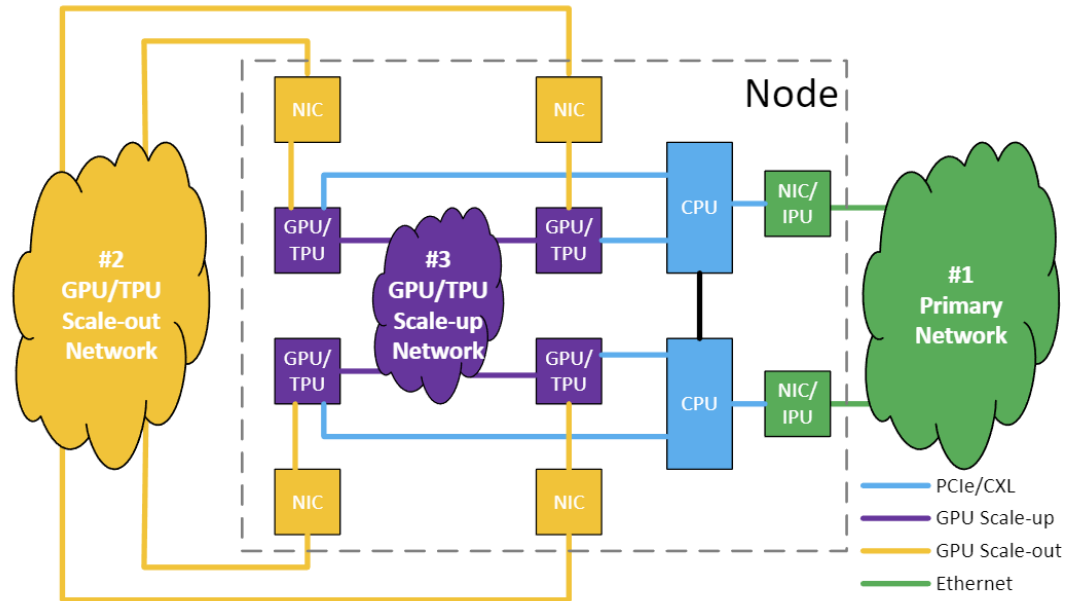 Node
NIC
NIC
CPU
NIC/
IPU
GPU/
TPU
GPU/
TPU
#2
GPU/TPU
Scale-out
Network
#3
GPU/TPU
Scale-up
Network
#1
Primary
Network
GPU/
TPU
GPU/
TPU
CPU
NIC/
IPU
NIC
NIC
PCIe/CXL
GPU Scale-up
GPU Scale-out
Ethernet